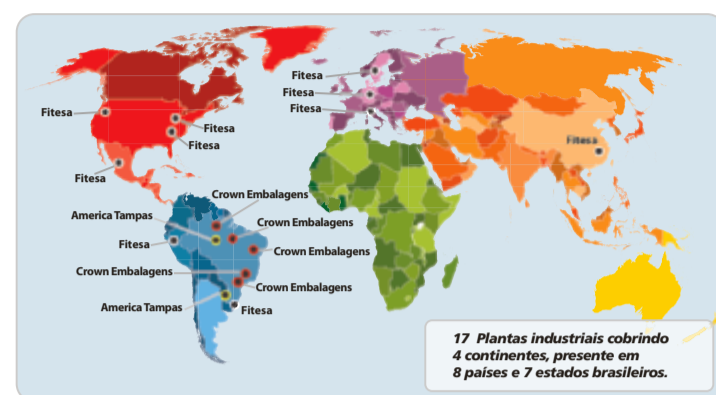 Fitesa
Fitesa
Fitesa
Fitesa
Fitesa
Fitesa
Fitesa
Fitesa
Crown Embalagens
America Tampas
Crown Embalagens
Fitesa
Crown Embalagens
Crown Embalagens
Crown Embalagens
America Tampas
Fitesa
17 Plantas industriais cobrindo
4 continentes, presente em
8 países e 7 estados brasileiros.